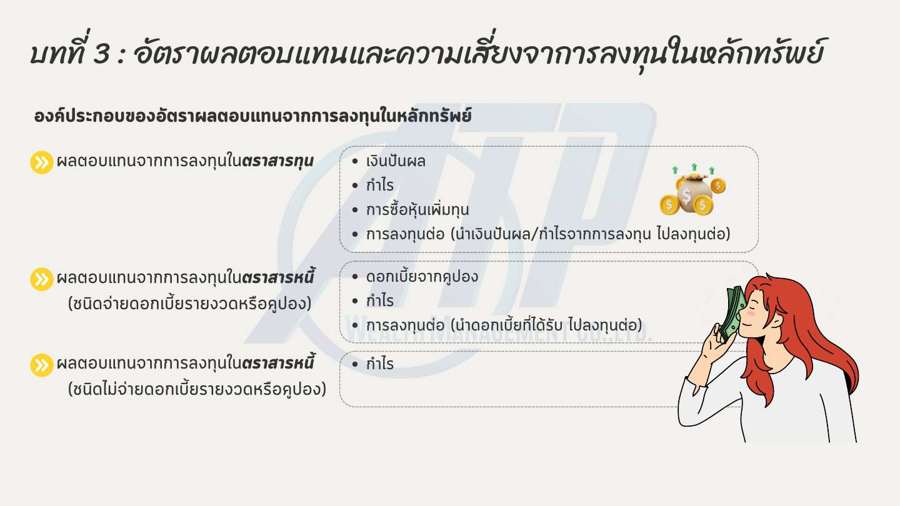 บทที่ 3 : อัตราผลตอบแทนและความเสี่ยงจาการลงทุนในหลักทรัพย์
องค์ประกอบของอัตราผลตอบแทนจากการลงทุนในหลักทรัพย์
ผลตอบแทนจากการลงทุนในตราสารทุน
• เงินปันผล
• กำไร
• การซื้อหุ้นเพิ่มทุน
• การลงทุนต่อ (นำเงินปันผล/กำไรจากการลงทุน ไปลงทุนต่อ)
ผลตอบแทนจากการลงทุนในตราสารหนี้
(ชนิดจ่ายดอกเบี้ยรายงวดหรือคูปอง)
• ดอกเบี้ยจากคูปอง
• กำไร
• การลงทุนต่อ (นำดอกเบี้ยที่ได้รับ ไปลงทุนต่อ)
ผลตอบแทนจากการลงทุนในตราสารหนี้
(ชนิดไม่จ่ายดอกเบี้ยรายงวดหรือคูปอง)
• กำไร
ATP
WEALTH MANAGEMENT CO.,LTD.